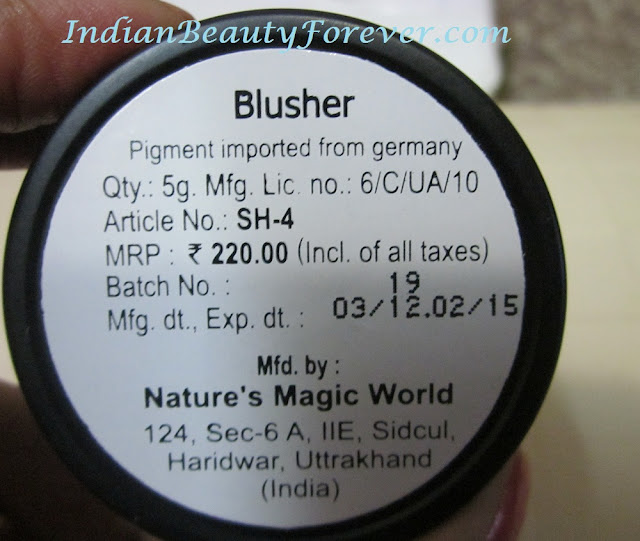 IndianBeautyForever.com
Blusher
Pigment imported from germany
Qty.: 5g. Mfg. Lic. no.: 6/C/UA/10
Article No.: SH-4
MRP : ₹ 220.00 (Incl. of all taxes)
Batch No. : 19
Mfg. dt., Exp. dt. : 03/12.02/15
Mfd. by :
Nature's Magic World
124, Sec-6 A, IIE, Sidcul,
Haridwar, Uttrakhand
(India)